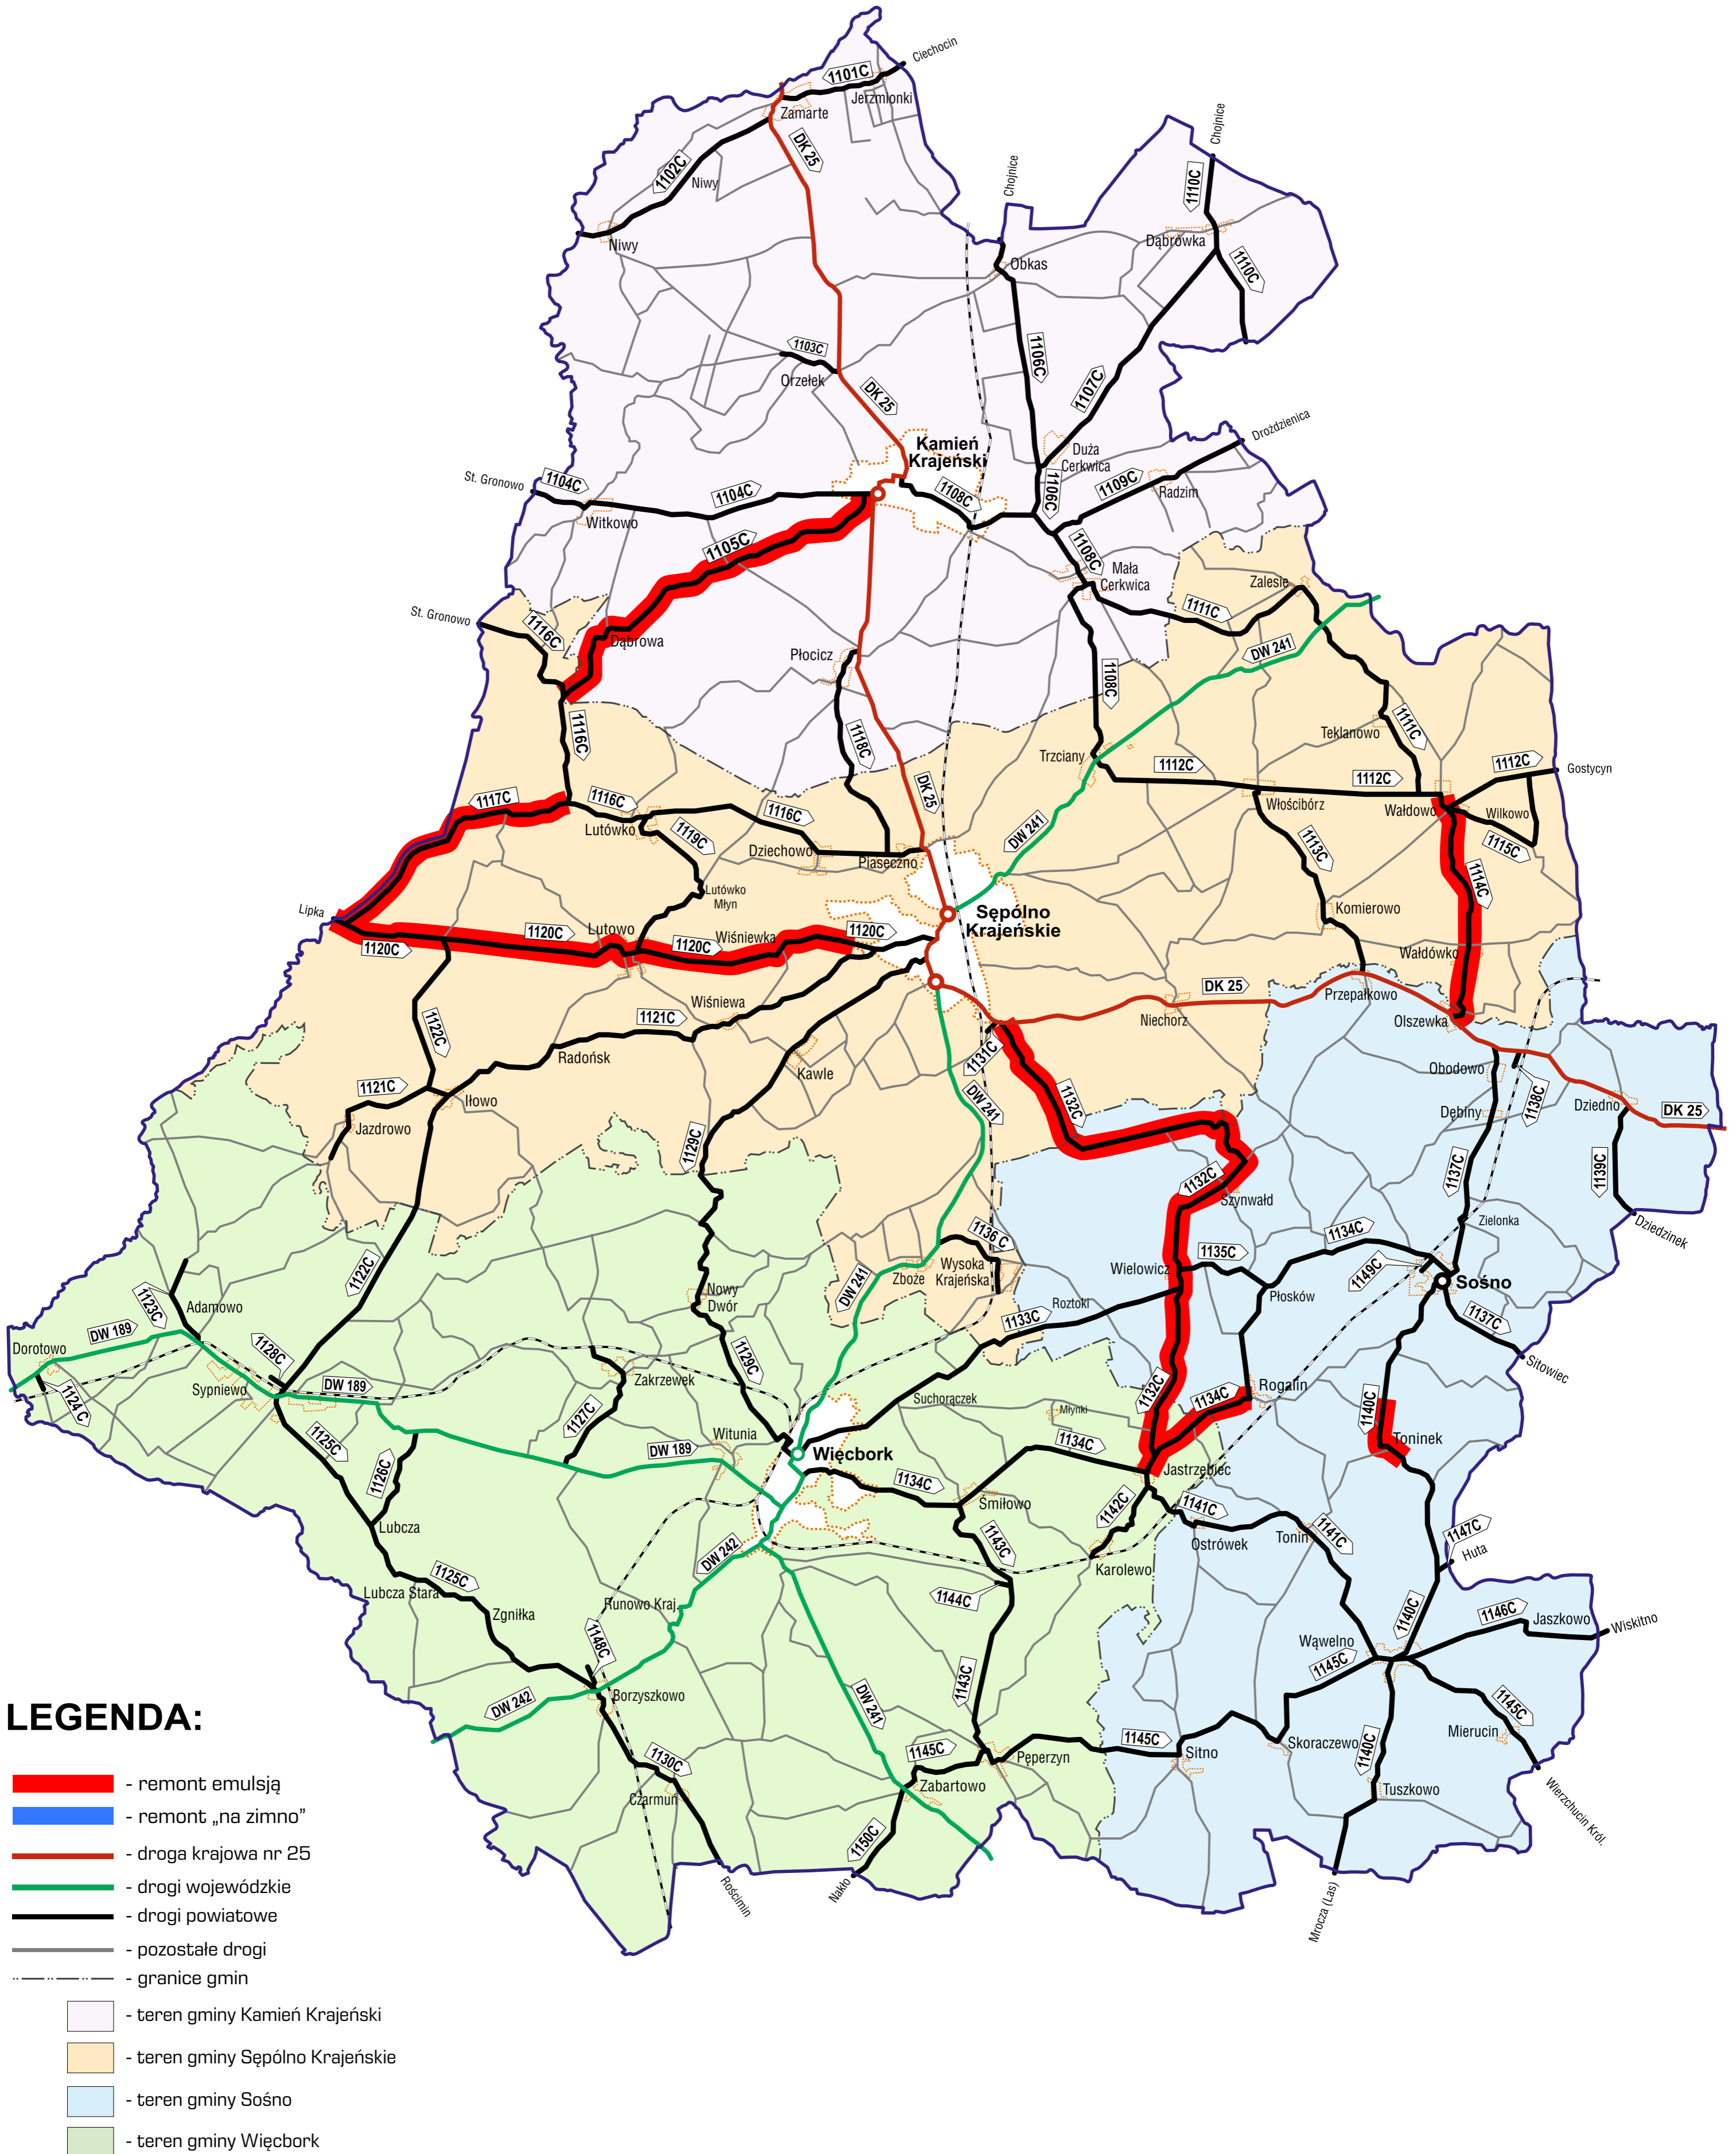 Ciechocin
1101C
Jerzmionki
Zamarte
DK 25
Chojnice
1102C
Niwy
Chojnice
1110C
Niwy
Dąbrówka
Obkas
1110C
1103C
Orzełek
1106C
1107C
DK 25
Drożdzienica
Kamień
Krajeński
Duża
Cerkwica
St. Gronowo
1104C
1104C
1108C
1106C
1109C
Radzim
Witkowo
1105C
1108C
Mała
Cerkwica
Zalesie
St. Gronowo
1116C
1111C
Dąbrowa
Płocicz
DW 241
1108C
1116C
1118C
Teklanowo
1111C
Trzciany
1112C
1112C
1112C
Gostycyn
DK 25
1117C
1116C
1116C
Włościbórz
Wałdowo
Wilkowo
Lutówko
1119C
DW 241
Dziechowo
Piaseczno
1113C
1115C
1114C
Lutówko
Młyn
Lipka
Sępólno
Krajeńskie
Komierowo
1120C
1120C
Lutowo
1120C
Wiśniewka
1120C
Wałdówko
DK 25
Przepałkowo
Wiśniewa
1121C
Niechorz
Olszewka
1122C
Radońsk
1131C
Kawle
Obodowo
1121C
Iłowo
DW 241
1132C
1138C
Dębiny
Dziedno
DK 25
Jazdrowo
1129C
1137C
1139C
1132C
Szynwałd
Zielonka
Dziedzinek
1136 C
1134C
1122C
Wysoka
Krajeńska
Zboże
Wielowicz
1135C
1149C
Sośno
1123C
Adamowo
Nowy
Dwór
DW 241
Roztoki
1133C
Płosków
1137C
Dorotowo
DW 189
1128C
1129C
Sitowiec
Sypniewo
DW 189
Zakrzewek
1124 C
Suchorączek
1132C
1134C
Rogalin
1127C
Młynki
1140C
1125C
Witunia
DW 189
Więcbork
1134C
Toninek
1126C
1134C
Jastrzębiec
Śmiłowo
1142C
1141C
Lubcza
1143C
Ostrówek
Tonin
1141C
1147C
Huta
DW 242
Karolewo
1125C
Lubcza Stara
1144C
Runowo Kraj.
Zgniłka
1140C
1146C
Jaszkowo
Wiskitno
1148C
Wąwelno
1145C
1143C
LEGENDA:
DW 242
Borzyszkowo
DW 241
1145C
Mierucin
1145C
1145C
Pęperzyn
Sitno
Skoraczewo
1140C
1130C
Zabartowo
Tuszkowo
Czarmuń
Wierzchucin Król.
1150C
Rościmin
Nakło
Mrocza (Las)
- remont emulsją
- remont „na zimno”
- droga krajowa nr 25
- drogi wojewódzkie
- drogi powiatowe
- pozostałe drogi
- granice gmin
- teren gminy Kamień Krajeński
- teren gminy Sępólno Krajeńskie
- teren gminy Sośno
- teren gminy Więcbork